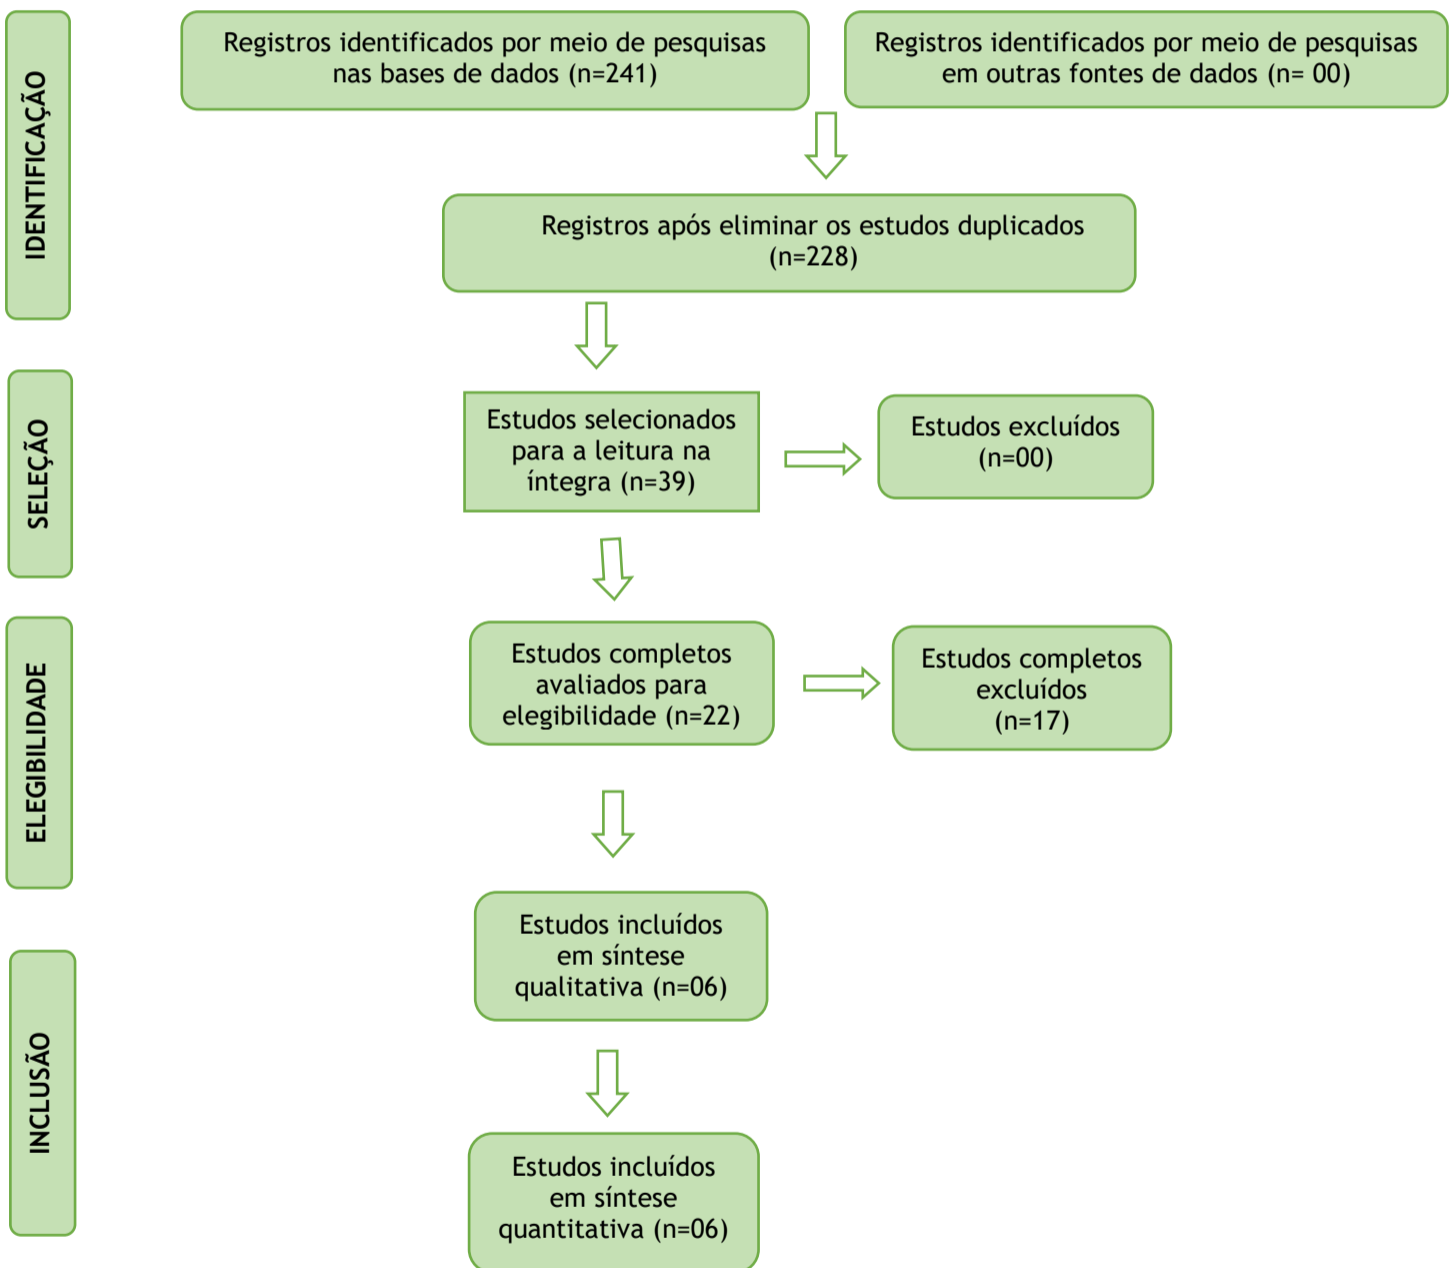 IDENTIFICAÇÃO
Registros identificados por meio de pesquisas
nas bases de dados (n=241)
Registros identificados por meio de pesquisas
em outras fontes de dados (n= 00)
Registros após eliminar os estudos duplicados
(n=228)
SELEÇÃO
Estudos selecionados
para a leitura na
íntegra (n=39)
Estudos excluídos
(n=00)
ELEGIBILIDADE
Estudos completos
avaliados para
elegibilidade (n=22)
Estudos completos
excluídos
(n=17)
INCLUSÃO
Estudos incluídos
em síntese
qualitativa (n=06)
Estudos incluídos
em síntese
quantitativa (n=06)